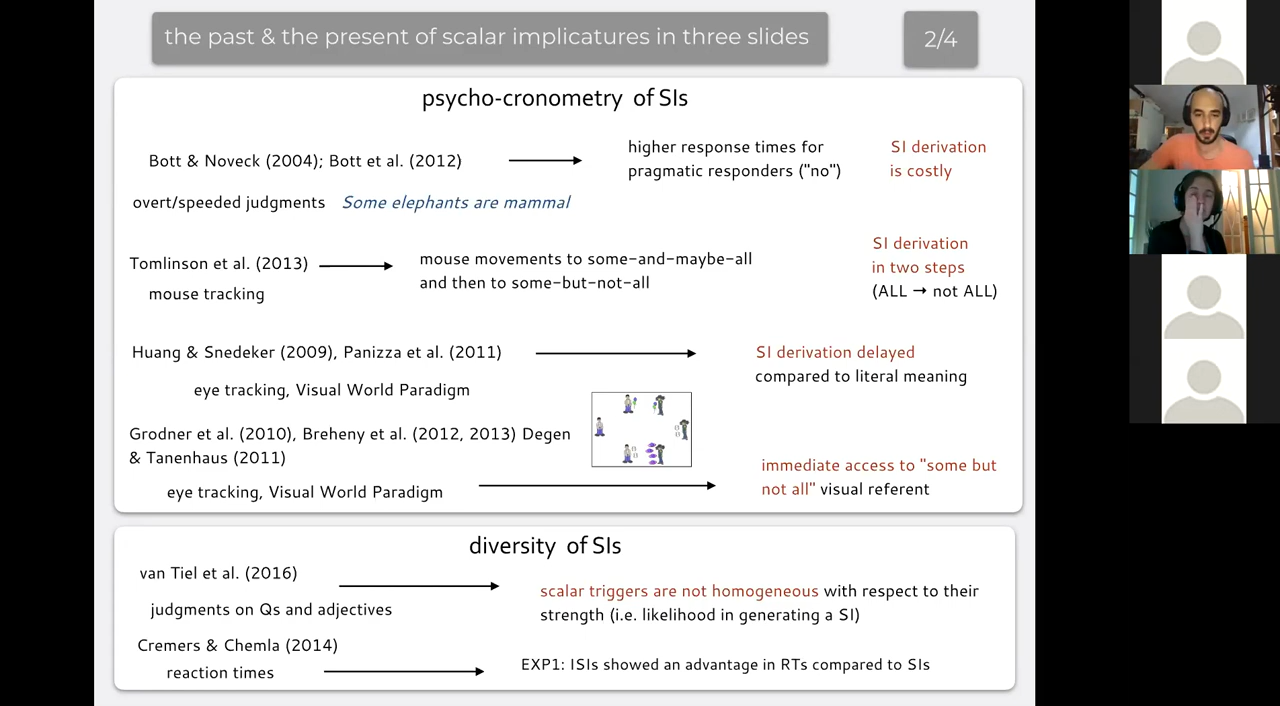 the past & the present of scalar implicatures in three slides
2/4
psycho-cronometry of SIs
Bott & Noveck (2004); Bott et al. (2012)
higher response times for
pragmatic responders ("no")
SI derivation
is costly
overt/speeded judgments
Some elephants are mammal
Tomlinson et al. (2013)
mouse tracking
mouse movements to some-and-maybe-all
and then to some-but-not-all
SI derivation
in two steps
(ALL → not ALL)
Huang & Snedeker (2009), Panizza et al. (2011)
eye tracking, Visual World Paradigm
SI derivation delayed
compared to literal meaning
Grodner et al. (2010), Breheny et al. (2012, 2013) Degen
& Tanenhaus (2011)
eye tracking, Visual World Paradigm
immediate access to "some but
not all" visual referent
diversity of SIs
van Tiel et al. (2016)
judgments on Qs and adjectives
scalar triggers are not homogeneous with respect to their
strength (i.e. likelihood in generating a SI)
Cremers & Chemla (2014)
reaction times
EXP1: ISIs showed an advantage in RTs compared to SIs